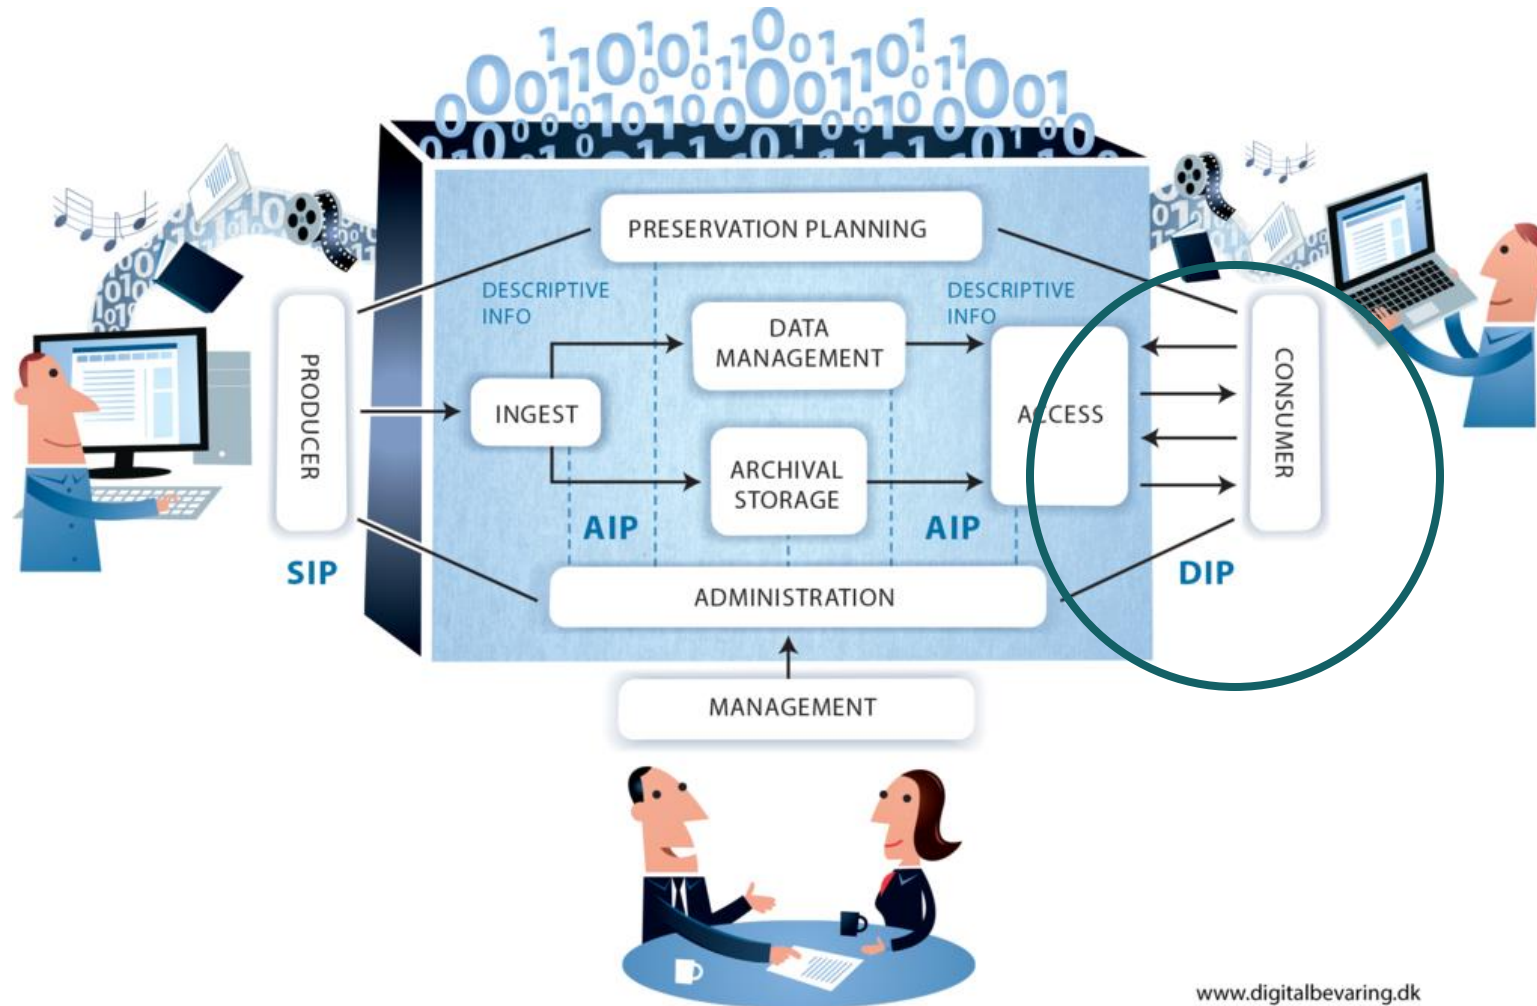 PRESERVATION PLANNING
DESCRIPTIVE
INFO
DESCRIPTIVE
INFO
DATA
MANAGEMENT
PRODUCER
INGEST
ACCESS
CONSUMER
ARCHIVAL
STORAGE
AIP
AIP
SIP
DIP
ADMINISTRATION
MANAGEMENT
www.digitalbevaring.dk